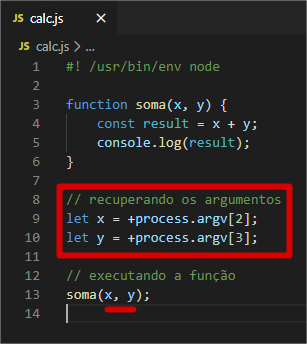 JS calc.js ×
JS calc.js > ...
1 #! /usr/bin/env node
2
3 function soma(x, y) {
4 const result = x + y;
5 console.log(result);
6 }
7
8 // recuperando os argumentos
9 let x = +process.argv[2];
10 let y = +process.argv[3];
11
12 // executando a função
13 soma(x, y);
14